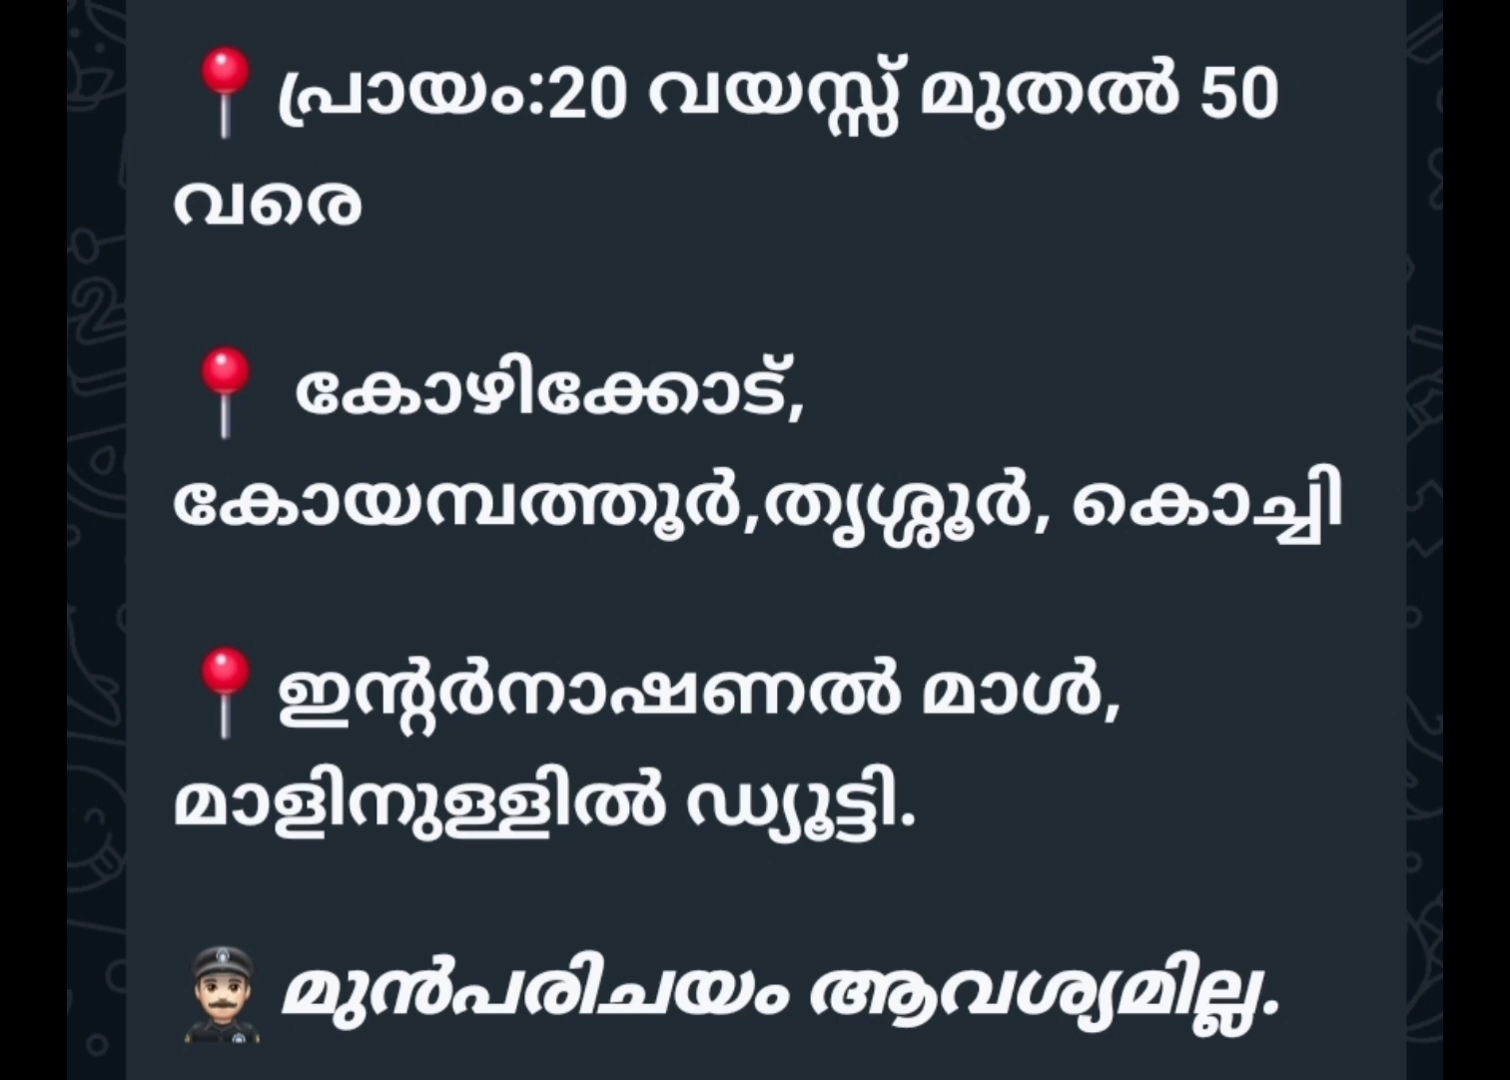 📍 പ്രായം:20 വയസ്സ് മുതൽ 50
വരെ
📍 കോഴിക്കോട്,
കോയമ്പത്തൂർ,തൃശ്ശൂർ, കൊച്ചി
📍 ഇന്റർനാഷണൽ മാൾ,
മാളിനുള്ളിൽ ഡ്യൂട്ടി.
👮🏻‍♂️ മുൻപരിചയം ആവശ്യമില്ല.